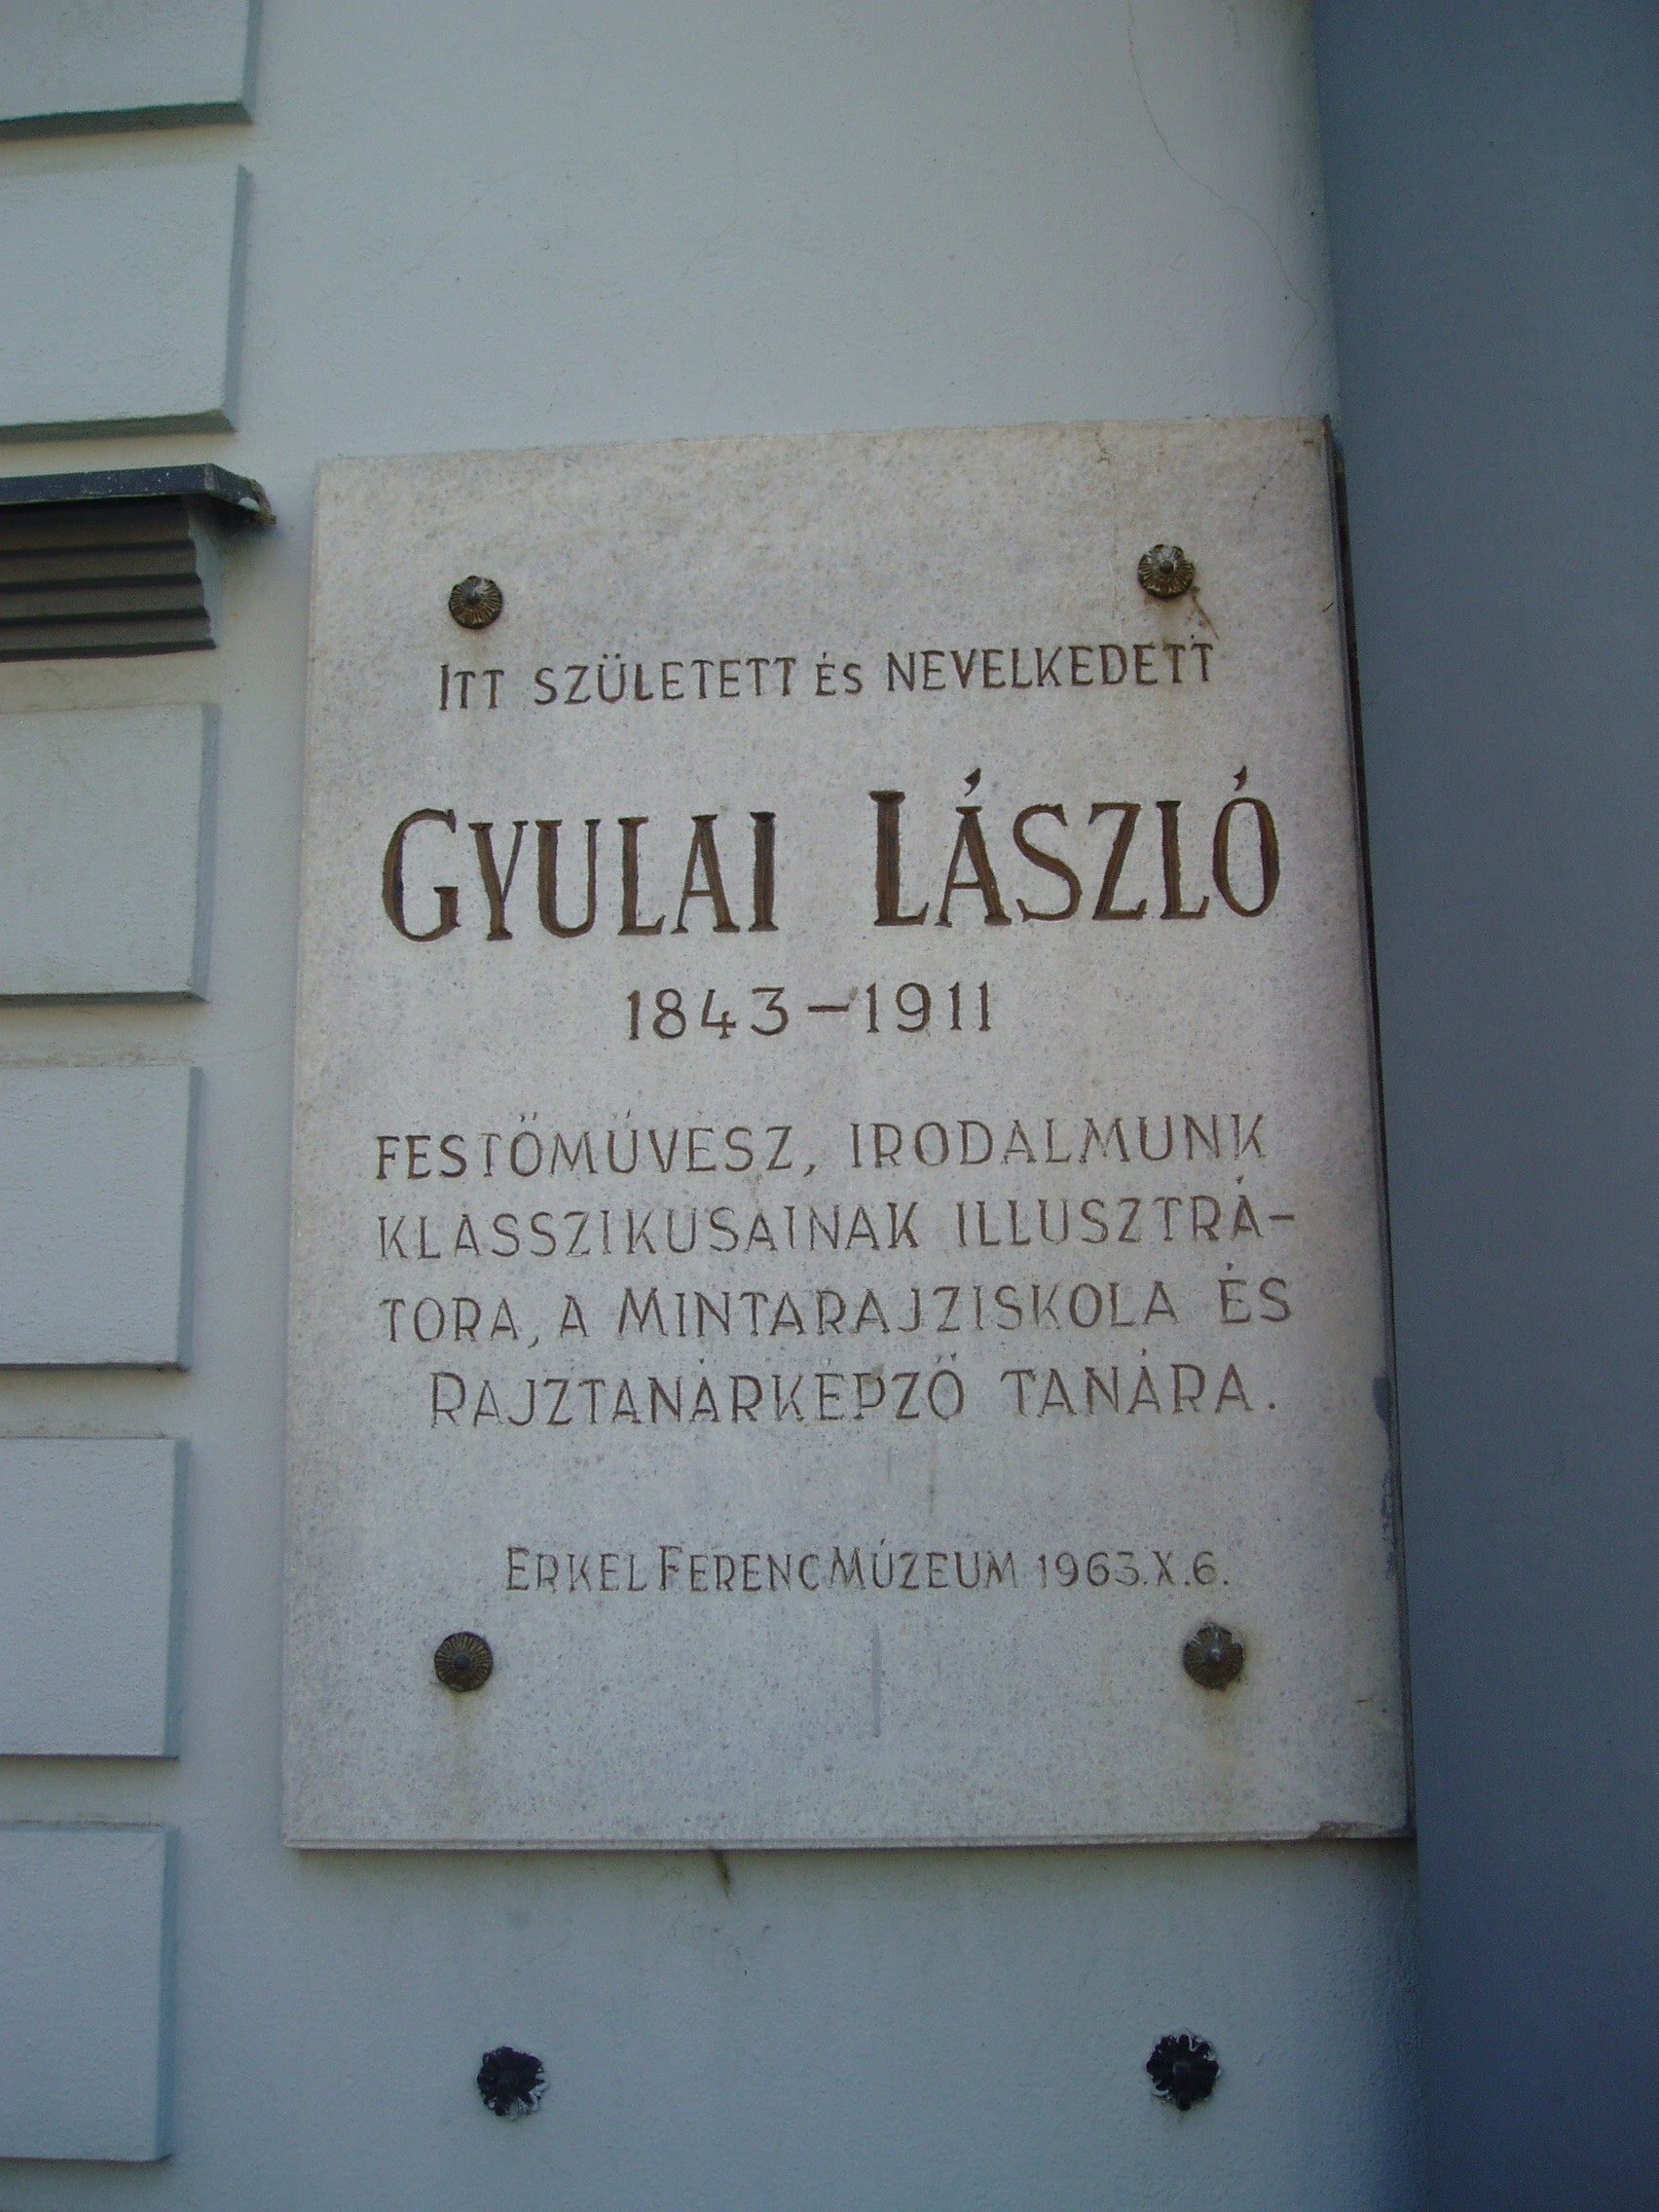 ITT SZÜLETETT ÉS NEVELKEDETT
GYULAI LÁSZLÓ
1843-1911
FESTŐMŰVÉSZ, IRODALMUNK
KLASSZIKUSAINAK ILLUSZTRÁ-
TORA, A MINTARAJZISKOLA ÉS
RAJZTANÁRKÉPZŐ TANÁRA.
ERKEL FERENC MÚZEUM 1963.X.6.